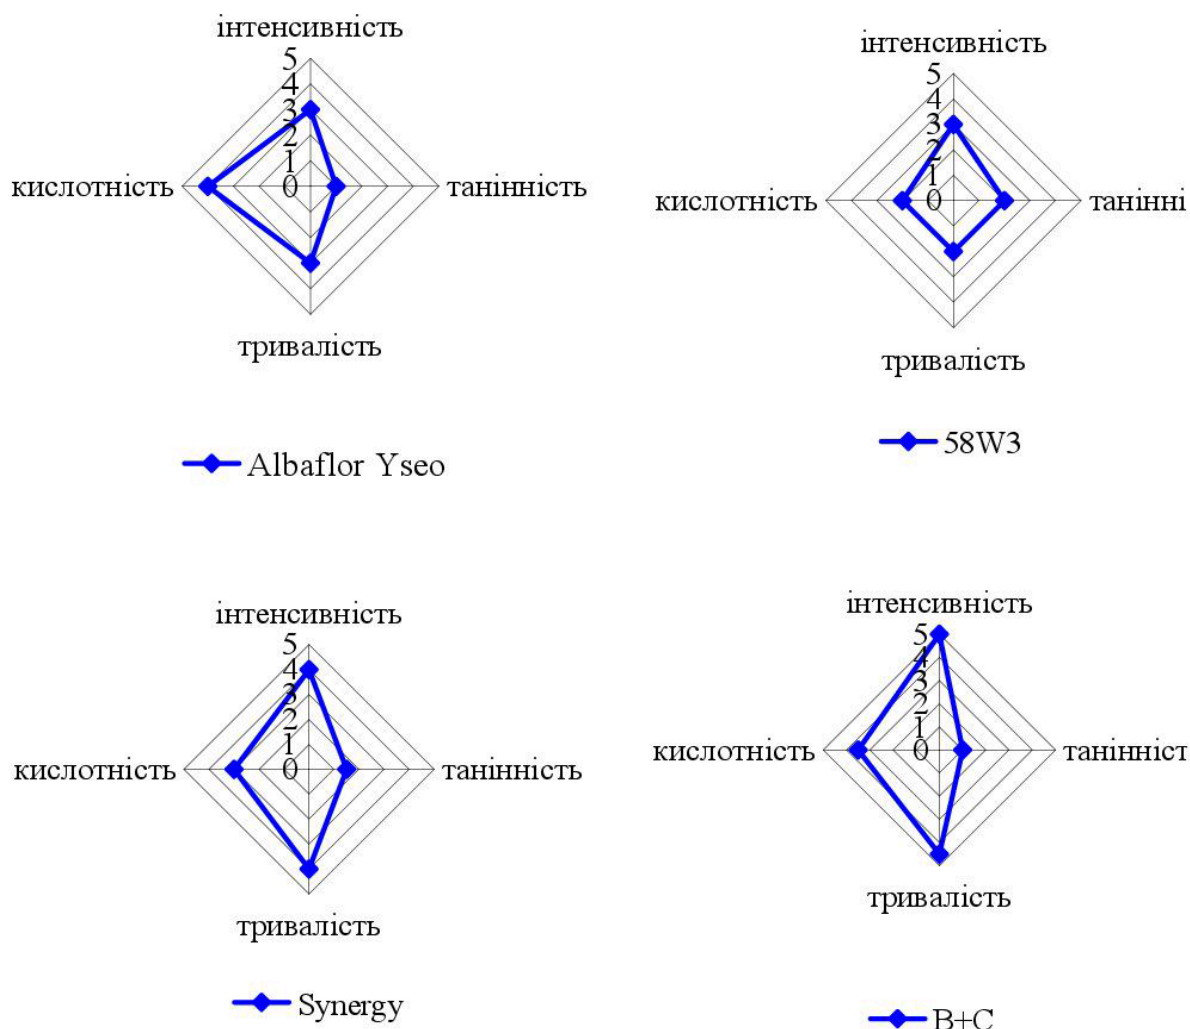 інтенсивність
5
4
3
2
1
0
кислотність
танінність
тривалість
Albaflor Yseo
інтенсивність
5
4
3
2
1
0
кислотність
танінні
тривалість
58W3
інтенсивність
5
4
3
2
1
0
кислотність
танінність
тривалість
Synergy
інтенсивність
5
4
3
2
1
0
кислотність
танінніст
тривалість
B+C